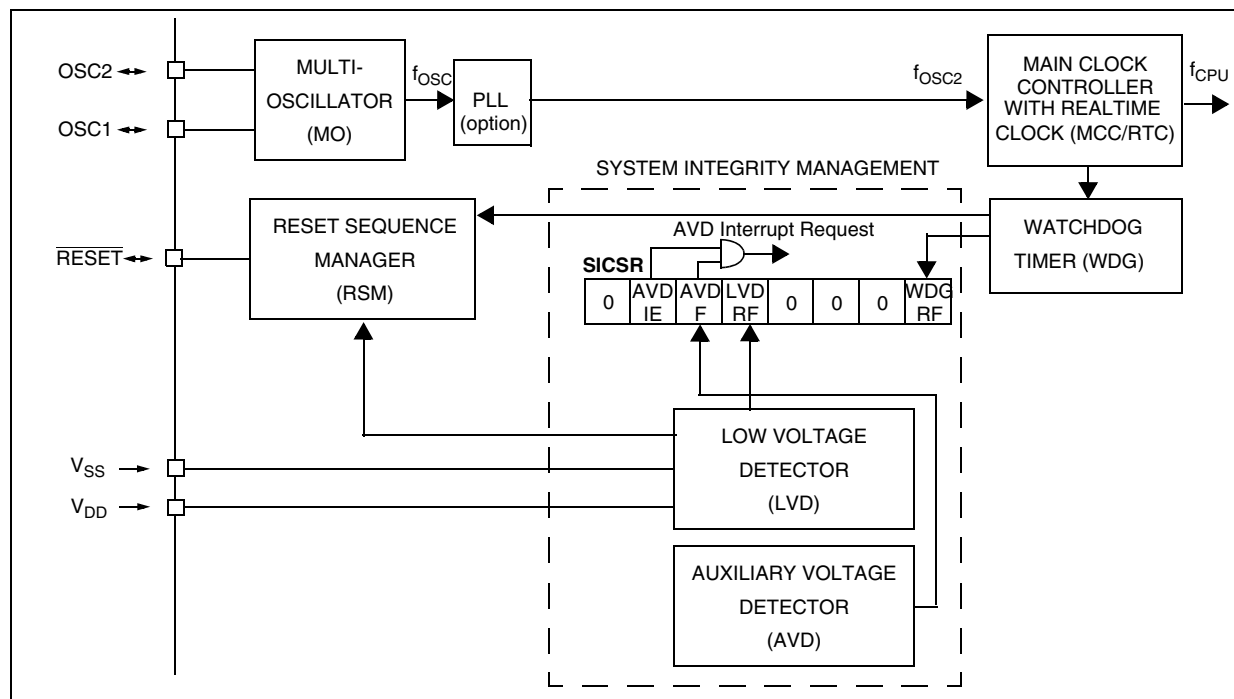 OSC2
MULTI-
OSCILLATOR
(MO)
fOSC
PLL
(option)
fOSC2
MAIN CLOCK
CONTROLLER
WITH REALTIME
CLOCK (MCC/RTC)
fCPU
OSC1
SYSTEM INTEGRITY MANAGEMENT
RESET SEQUENCE
MANAGER
(RSM)
RESET
AVD Interrupt Request
WATCHDOG
TIMER (WDG)
SICSR
0 AVD IE AVD F LVD RF 0 0 0 WDG RF
LOW VOLTAGE
DETECTOR
(LVD)
VSS
VDD
AUXILIARY VOLTAGE
DETECTOR
(AVD)